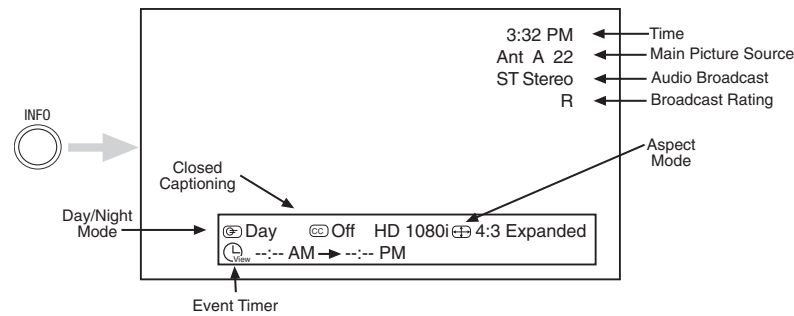 3:32 PM
Time
Ant A 22
Main Picture Source
ST Stereo
Audio Broadcast
R
Broadcast Rating
INFO
Aspect
Mode
Closed
Captioning
Day/Night
Mode
Day
CC Off
HD 1080i
4:3 Expanded
View
--:-- AM
--:-- PM
Event Timer